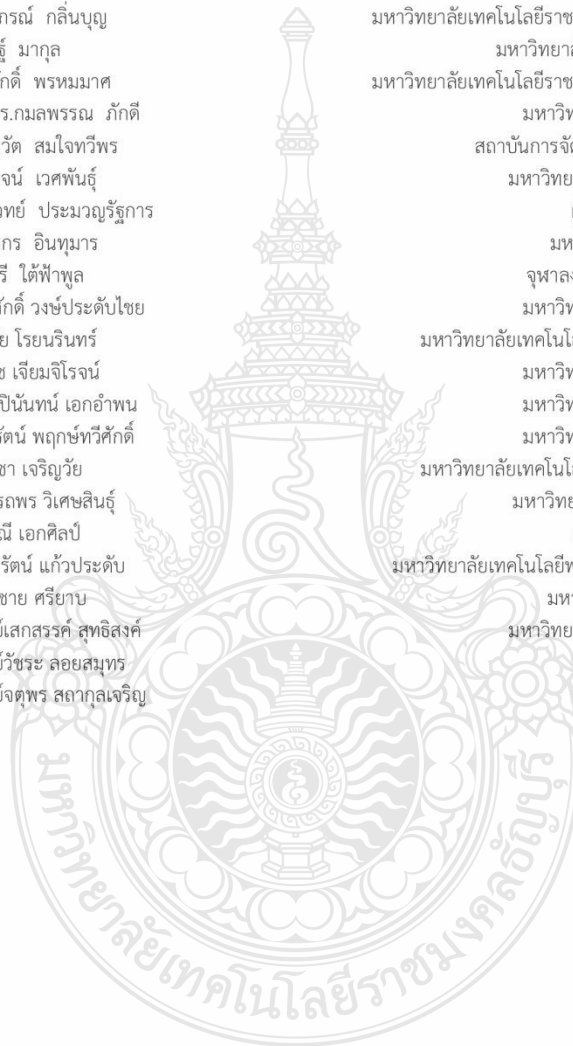 กรณ์ กลิ่นบุญ มหาวิทยาลัยเทคโนโลยีราช
ฐ์ มากุล มหาวิทยาล
ักดิ์ พรหมมาศ มหาวิทยาลัยเทคโนโลยีราช
ร.กมลพรรณ ภักดี มหาวิท
วัต สมใจทวีพร สถาบันการจั
จน์ เวศพันธุ์ มหาวิทย
วทย์ ประมวญรัฐการ
กร อินทุมาร มห
รี ใต้ฟ้าพูล จุฬาลง
ักดิ์ วงษ์ประดับไชย มหาวิท
ย โรยนรินทร์ มหาวิทยาลัยเทคโนโล
ช เจียมจิโรจน์ มหาวิท
ปินันทน์ เอกอำพน มหาวิท
รัตน์ พฤกษ์ทวีศักดิ์ มหาวิท
ชา เจริญวัย มหาวิทยาลัยเทคโนโล
รถพร วิเศษสินธุ์ มหาวิทย
ณี เอกศิลป์
รัตน์ แก้วประดับ มหาวิทยาลัยเทคโนโลยีพ
ชาย ศรียาบ มหา
ย์เสกสรรค์ สุทธิสงค์ มหาวิทย
ย์วัชระ ลอยสมุทร
ย์จตุพร สถากุลเจริญ
มหาวิทยาลัยเทคโนโลยีราชมงคลธัญบุรี